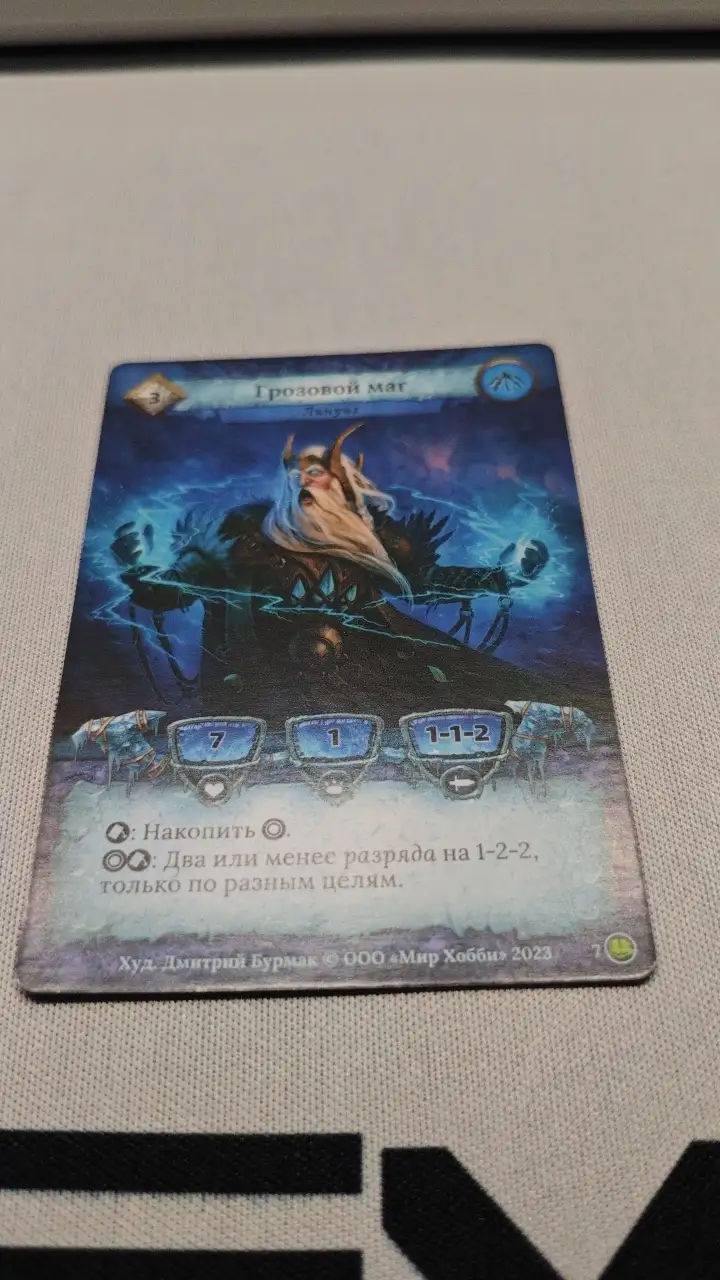 3
Грозовой маг
Линунг
7
1
1-1-2
: Накопить .
: Два или менее разряда на 1-2-2,
только по разным целям.
Худ. Дмитрий Бурмак © ООО «Мир Хобби» 2023
7